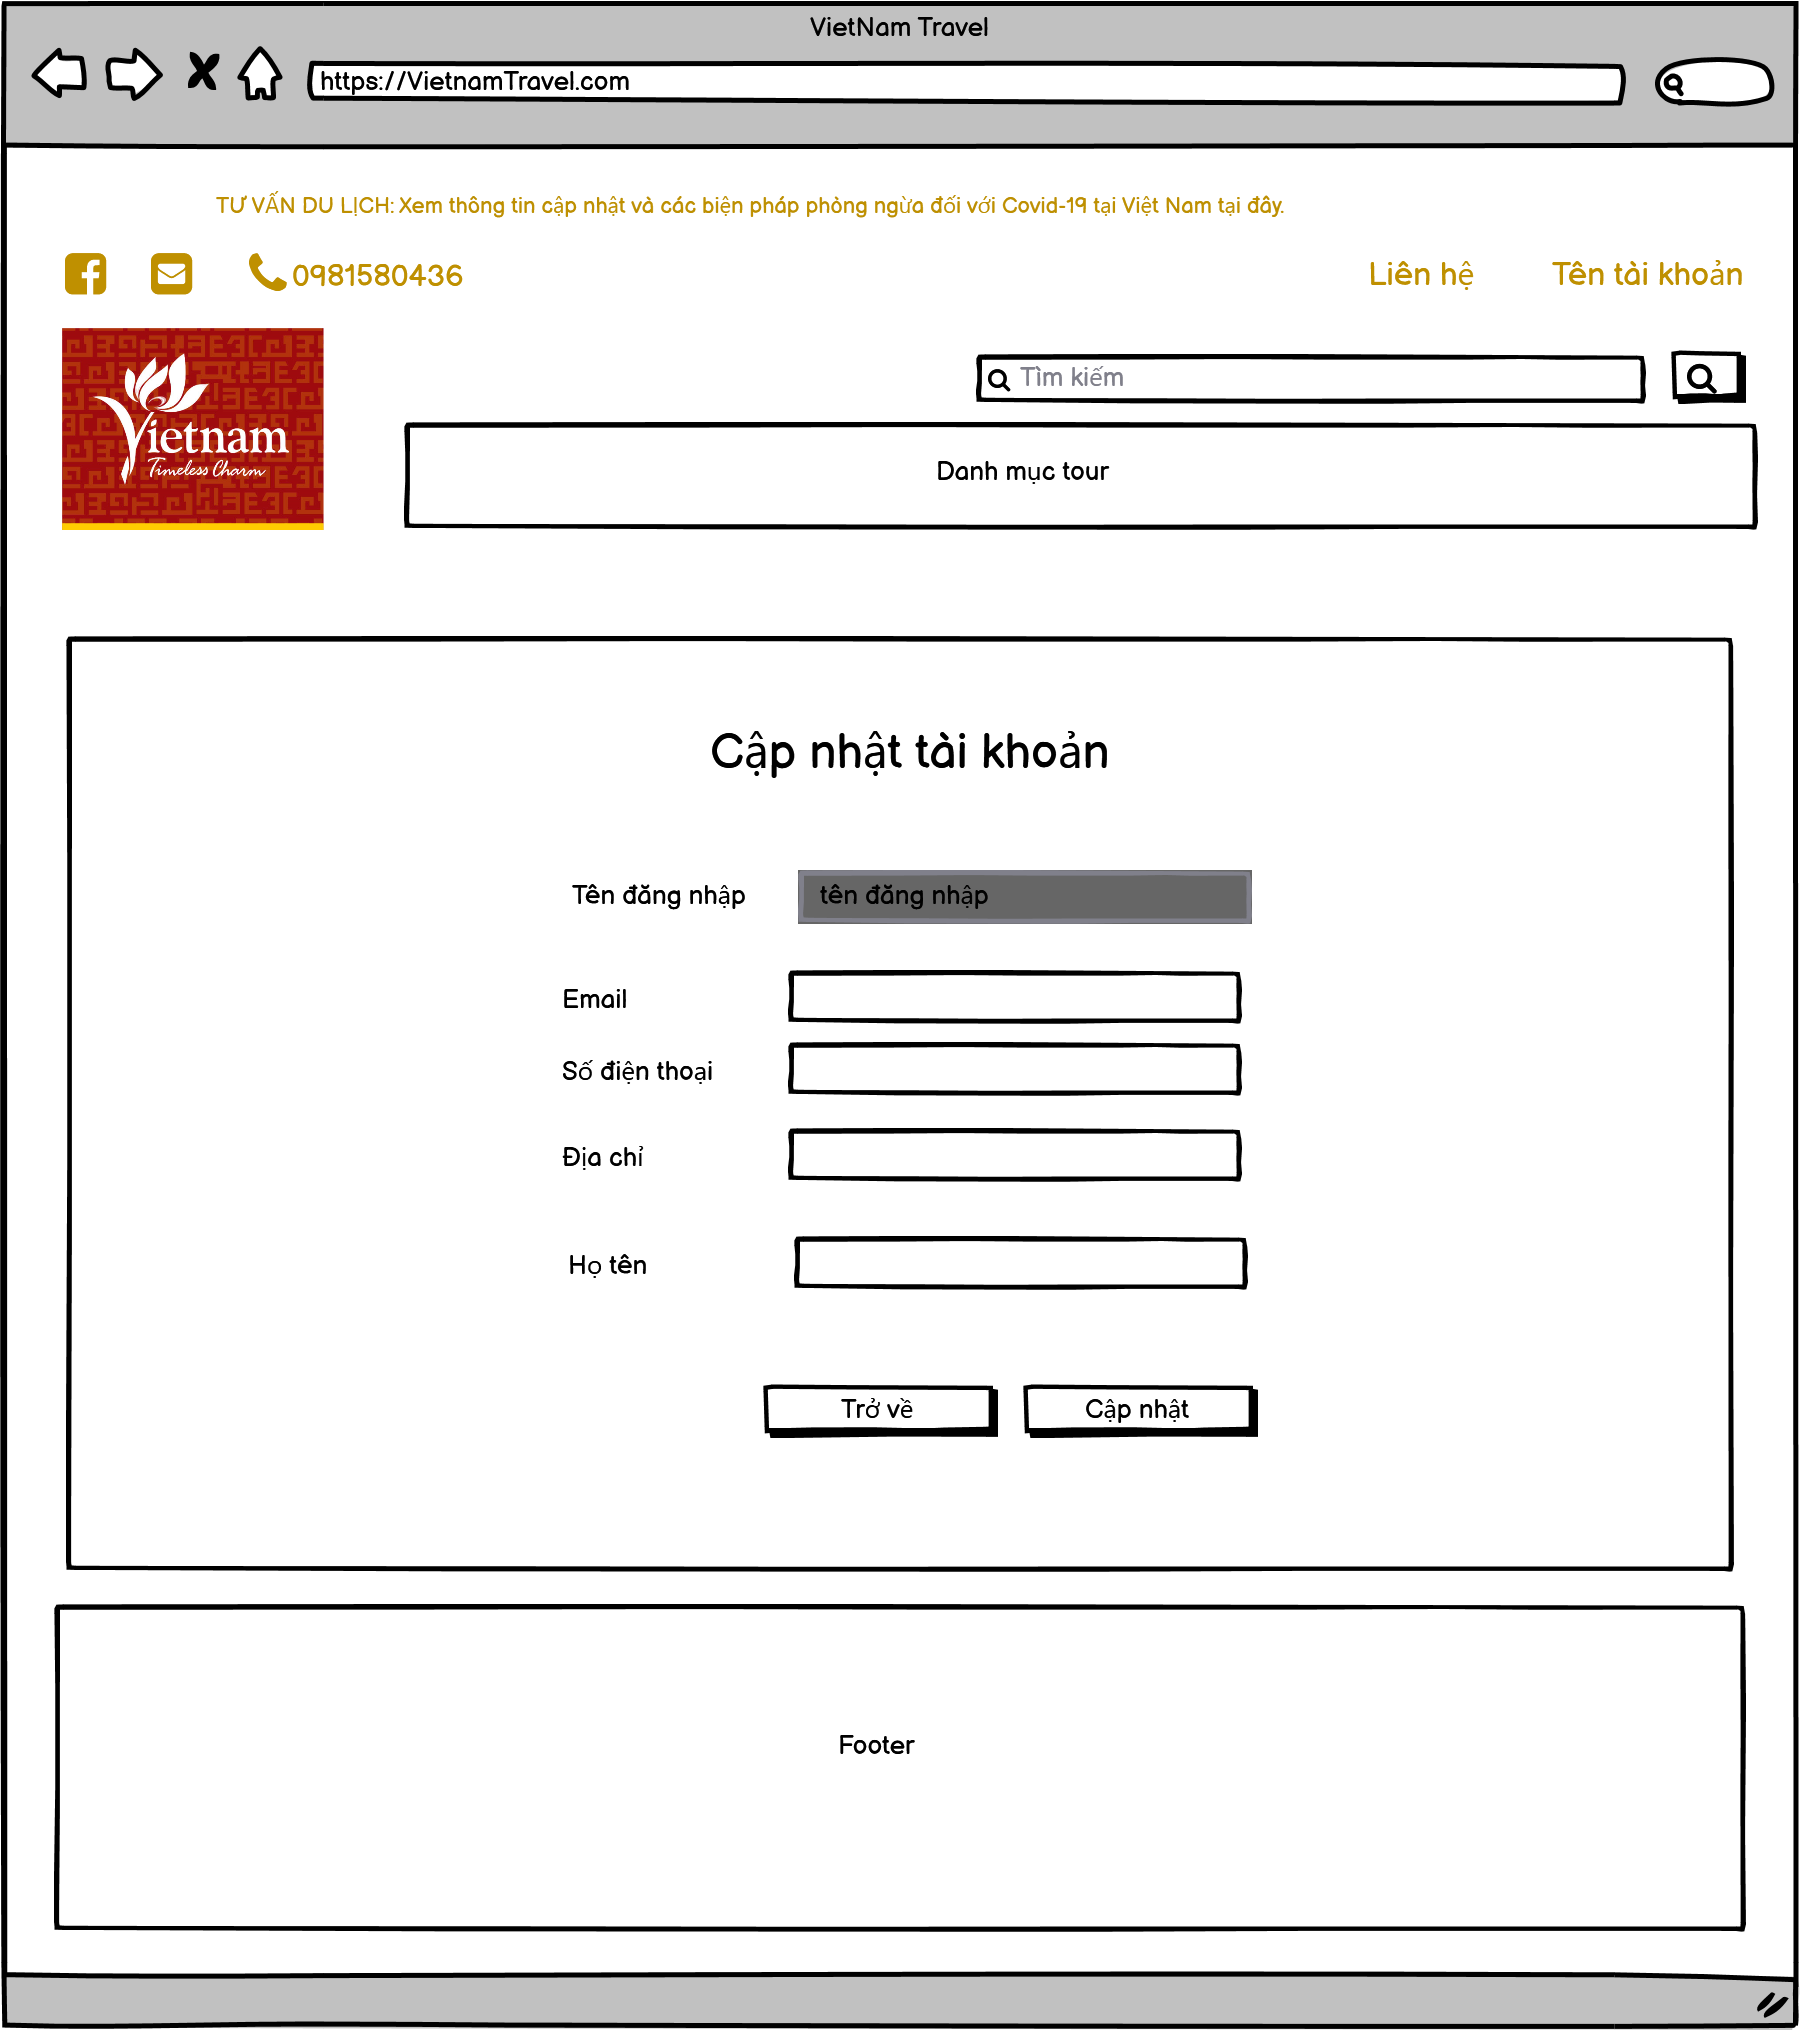 VietNam Travel
https://VietnamTravel.com
TƯ VẤN DU LỊCH: Xem thông tin cập nhật và các biện pháp phòng ngừa đối với Covid-19 tại Việt Nam tại đây.
0981580436
Liên hệ
Tên tài khoản
Tìm kiếm
Vietnam
Timeless Charm
Danh mục tour
Cập nhật tài khoản
Tên đăng nhập
tên đăng nhập
Email
Số điện thoại
Địa chỉ
Họ tên
Trở về
Cập nhật
Footer